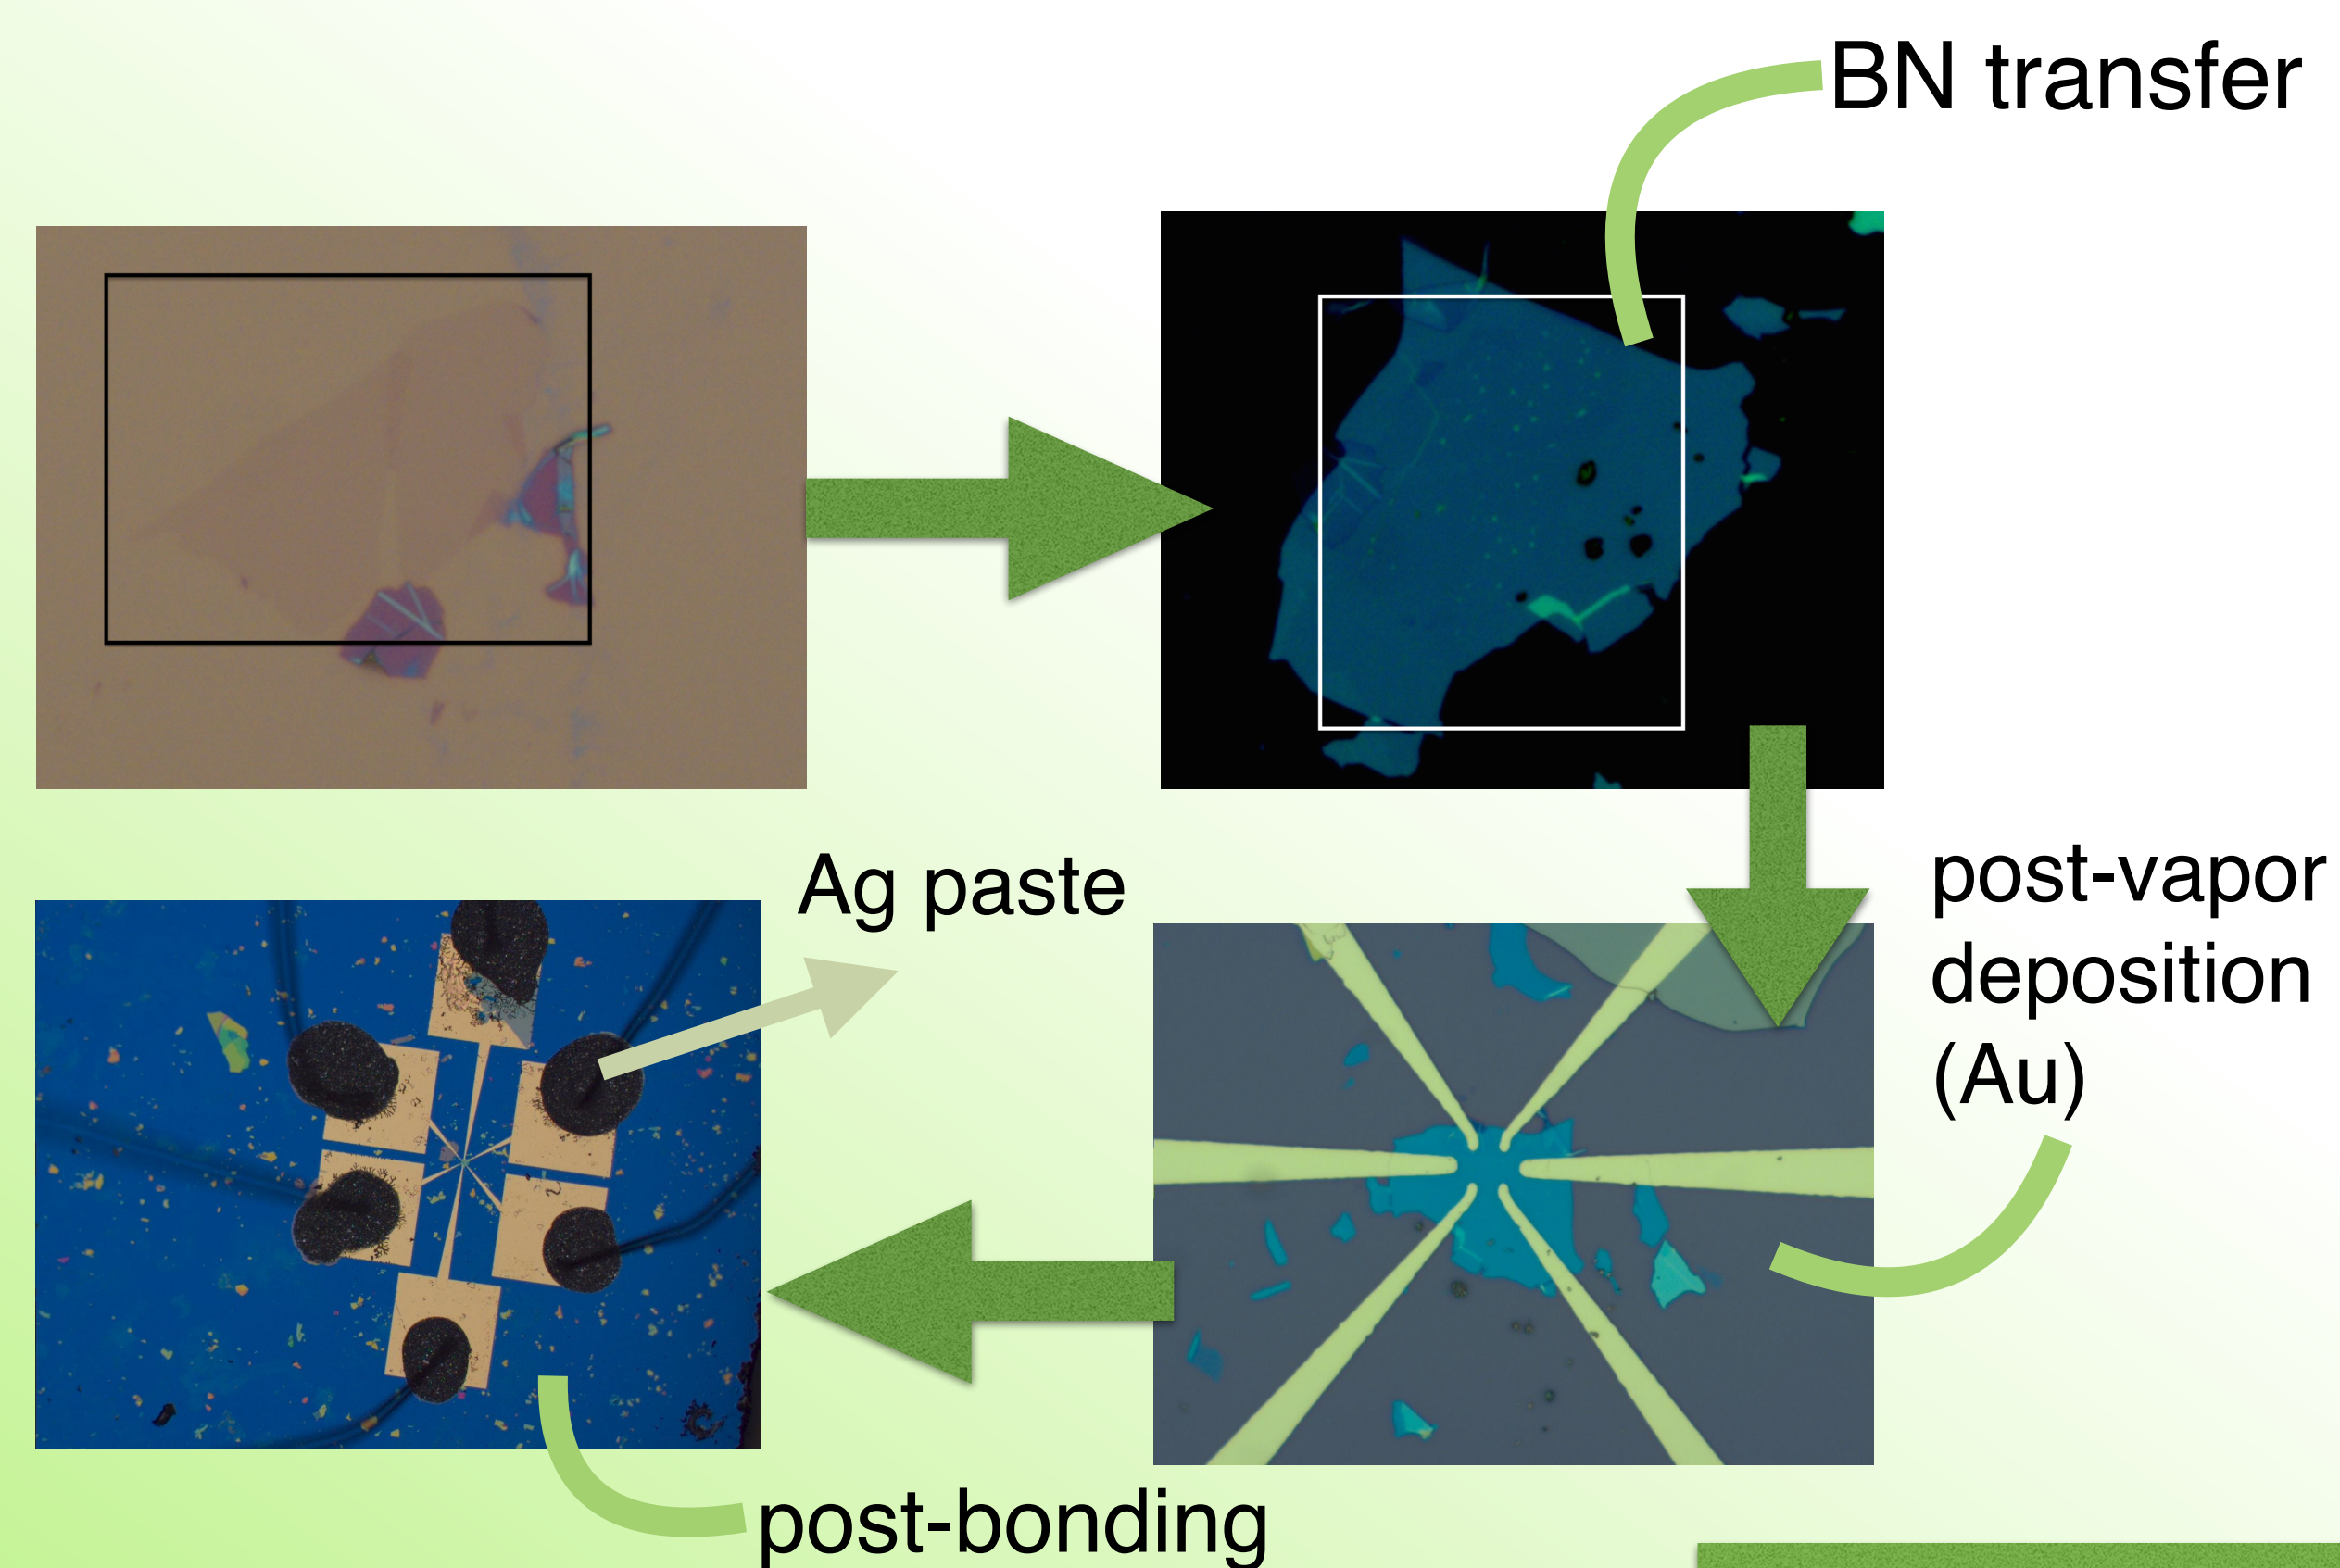 BN transfer
Ag paste
post-vapor
deposition
(Au)
post-bonding